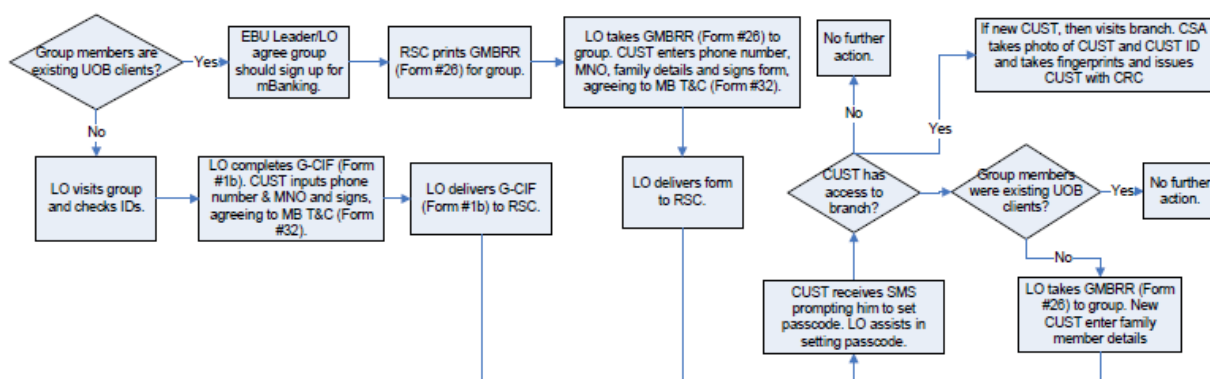 Group members are
existing UOB clients?
Yes
EBU Leader/LO
agree group
should sign up for
mBanking.
RSC prints GMBRR
(Form #26) for group.
LO takes GMBRR (Form #26) to
group. CUST enters phone number,
MNO, family details and signs form,
agreeing to MB T&C (Form #32).
No further
action.
If new CUST, then visits branch. CSA
takes photo of CUST and CUST ID
and takes fingerprints and issues
CUST with CRC
No
No
Yes
LO visits group
and checks IDs.
LO completes G-CIF (Form
#1b). CUST inputs phone
number & MNO and signs,
agreeing to MB T&C (Form
#32).
LO delivers G-CIF
(Form #1b) to RSC.
LO delivers form
to RSC.
CUST has
access to
branch?
Group members
were existing UOB
clients?
Yes
No further
action.
No
CUST receives SMS
prompting him to set
passcode. LO assists in
setting passcode.
LO takes GMBRR (Form
#26) to group. New
CUST enter family
member details